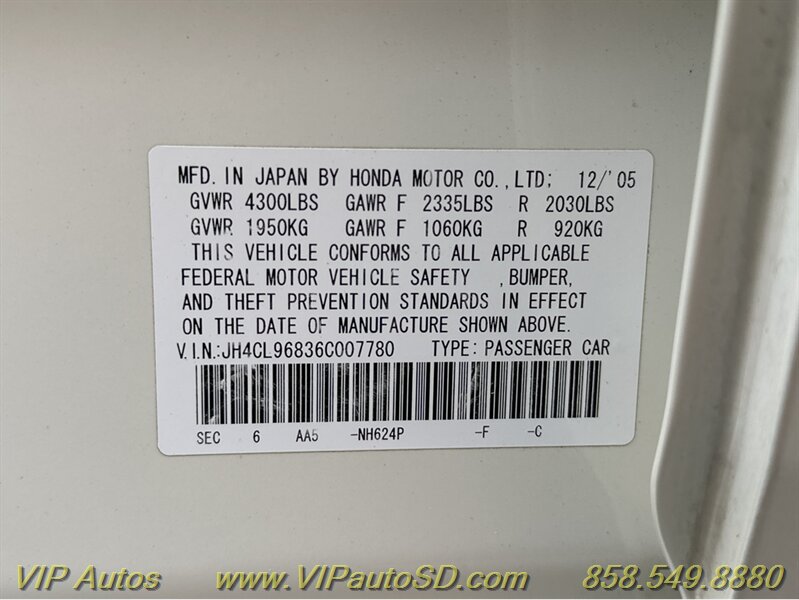 MFD. IN JAPAN BY HONDA MOTOR CO.,LTD; 12/'05
GVWR 4300LBS GAWR F 2335LBS R 2030LBS
GVWR 1950KG GAWR F 1060KG R 920KG
THIS VEHICLE CONFORMS TO ALL APPLICABLE
FEDERAL MOTOR VEHICLE SAFETY ,BUMPER,
AND THEFT PREVENTION STANDARDS IN EFFECT
ON THE DATE OF MANUFACTURE SHOWN ABOVE.
V.I.N.:JH4CL96836C007780 TYPE: PASSENGER CAR
SEC 6 AA5 -NH624P -F -C
VIP Autos www.VIPautoSD.com 858.549.8880